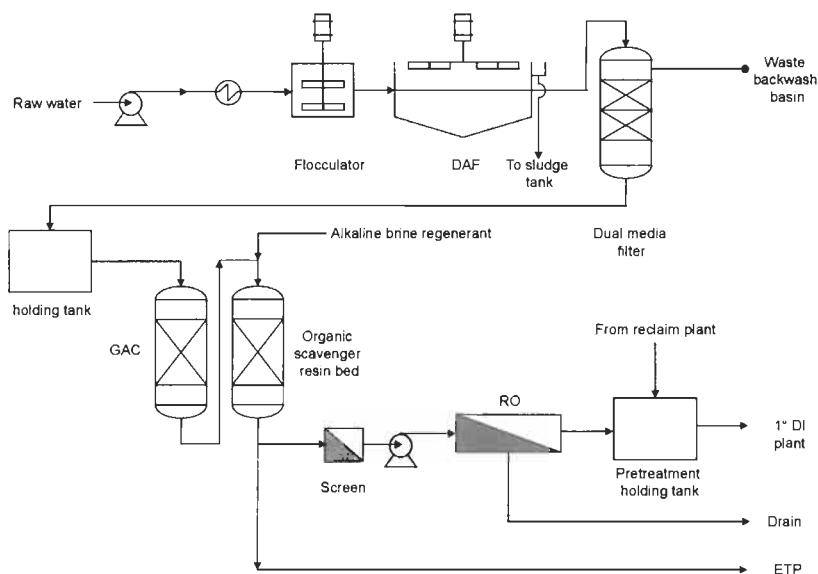 Raw water
Waste
backwash
basin
Flocculator
DAF
To sludge
tank
Alkaline brine regenerant
Dual media
filter
holding tank
GAC
Organic
scavenger
resin bed
From reclaim plant
RO
1° DI
plant
Screen
Pretreatment
holding tank
Drain
ETP